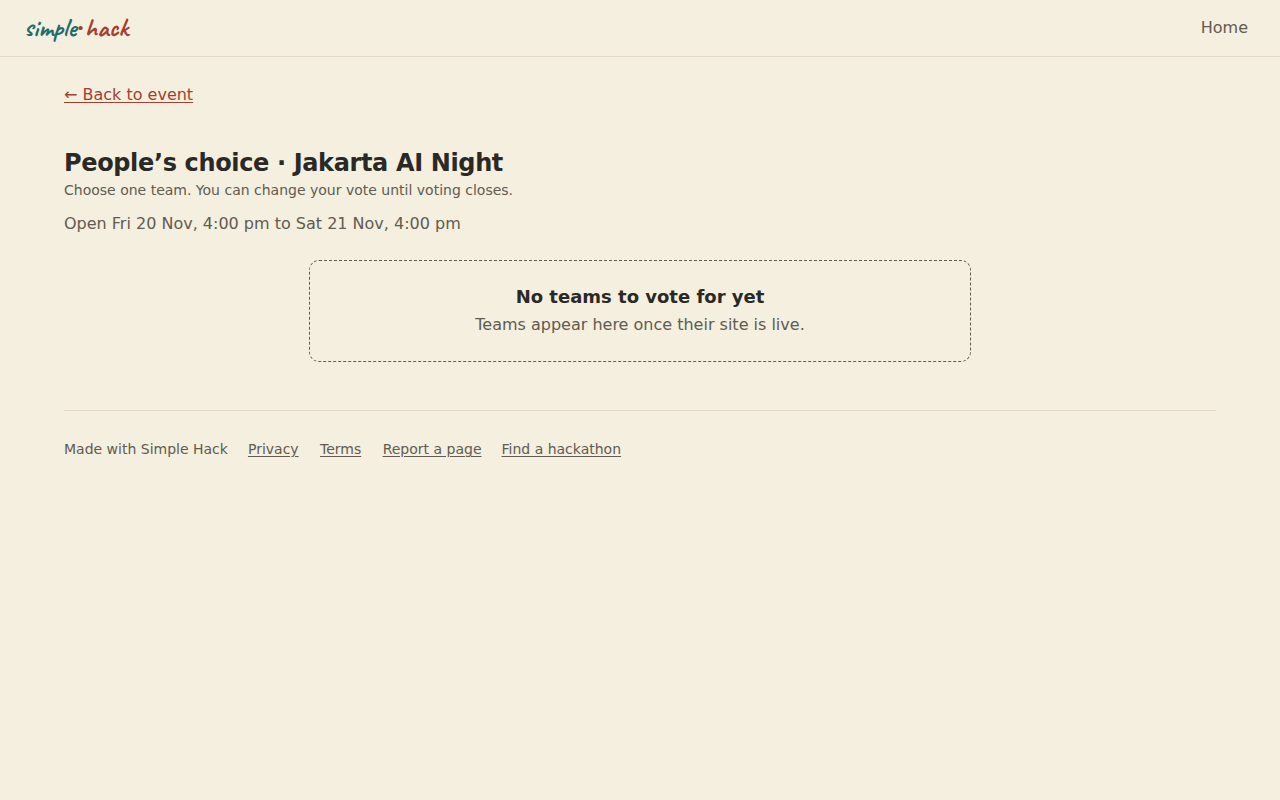 simple·hack
Home
← Back to event
People’s choice · Jakarta AI Night
Choose one team. You can change your vote until voting closes.
Open Fri 20 Nov, 4:00 pm to Sat 21 Nov, 4:00 pm
No teams to vote for yet
Teams appear here once their site is live.
Made with Simple Hack Privacy Terms Report a page Find a hackathon